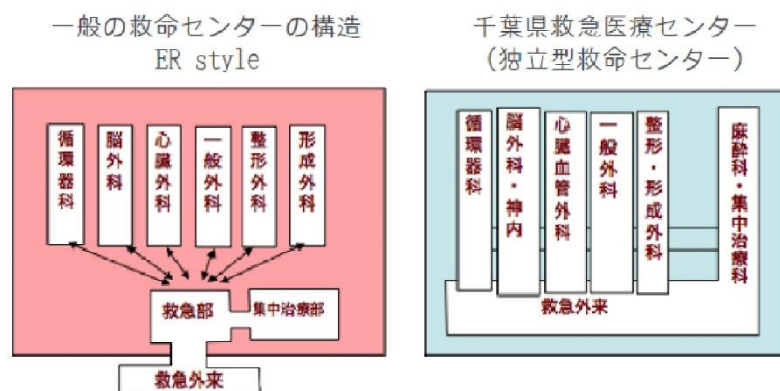 一般の救命センターの構造
ER style
循環器科
脳外科
心臓外科
一般外科
整形外科
形成外科
救急部
集中治療部
救急外来
千葉県救急医療センター
（独立型救命センター）
循環器科
脳外科・神内
心臓血管外科
一般外科
整形・形成外科
麻酔科・集中治療科
救急外来